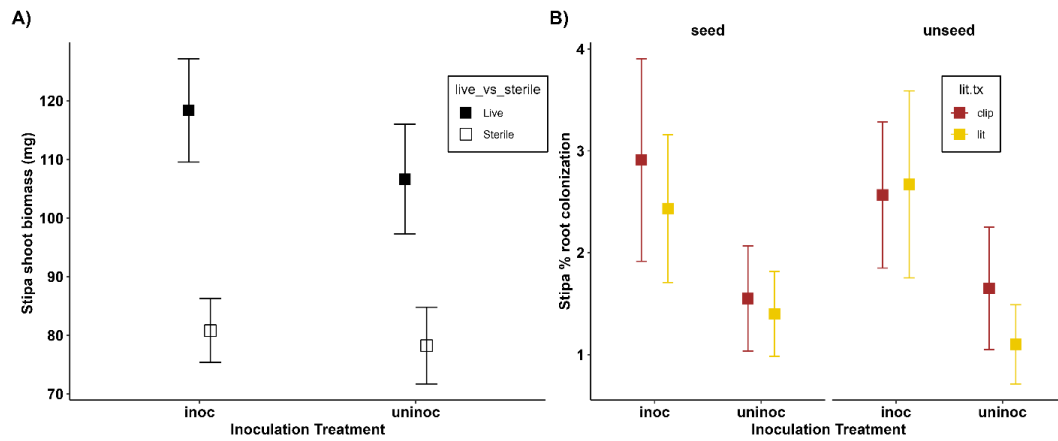 A)
Stipa shoot biomass (mg)
120
110
100
90
80
70
live_vs_sterile
Live
Sterile
inoc
uninoc
Inoculation Treatment
B)
seed
unseed
Stipa % root colonization
4
3
2
1
lit.tx
clip
lit
inoc
uninoc
inoc
uninoc
Inoculation Treatment